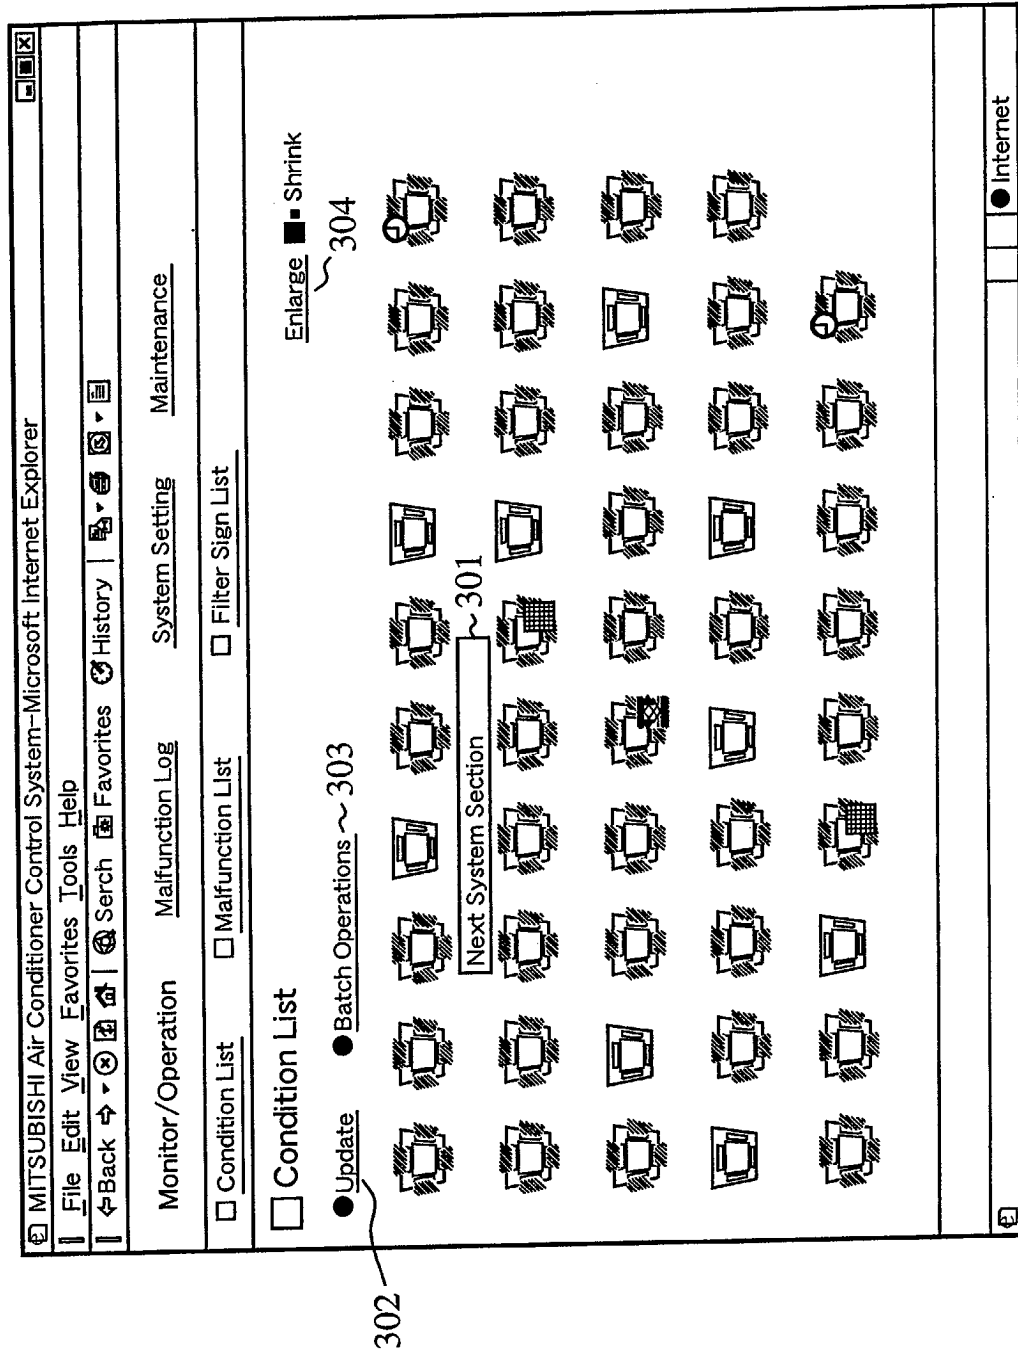 MITSUBISHI Air Conditioner Control System-Microsoft Internet Explorer
File Edit View Favorites Tools Help
Back Serch Favorites History
Monitor/Operation Malfunction Log System Setting Maintenance
Condition List Malfunction List Filter Sign List
Condition List
Enlarge Shrink
304
Update Batch Operations 303
302
Next System Section 301
Internet